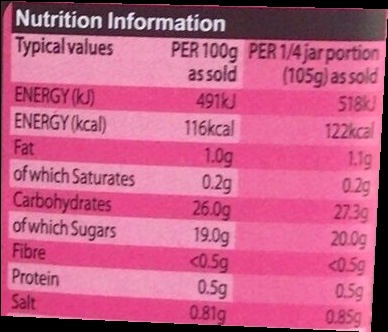 Nutrition Information
Typical values PER 100g PER 1/4 jar portion
as sold (105g) as sold
ENERGY (kJ) 491kJ 518kJ
ENERGY (kcal) 116kcal 122kcal
Fat 1.0g 1.1g
of which Saturates 0.2g 0.2g
Carbohydrates 26.0g 27.3g
of which Sugars 19.0g 20.0g
Fibre <0.5g <0.5g
Protein 0.5g 0.5g
Salt 0.81g 0.85g